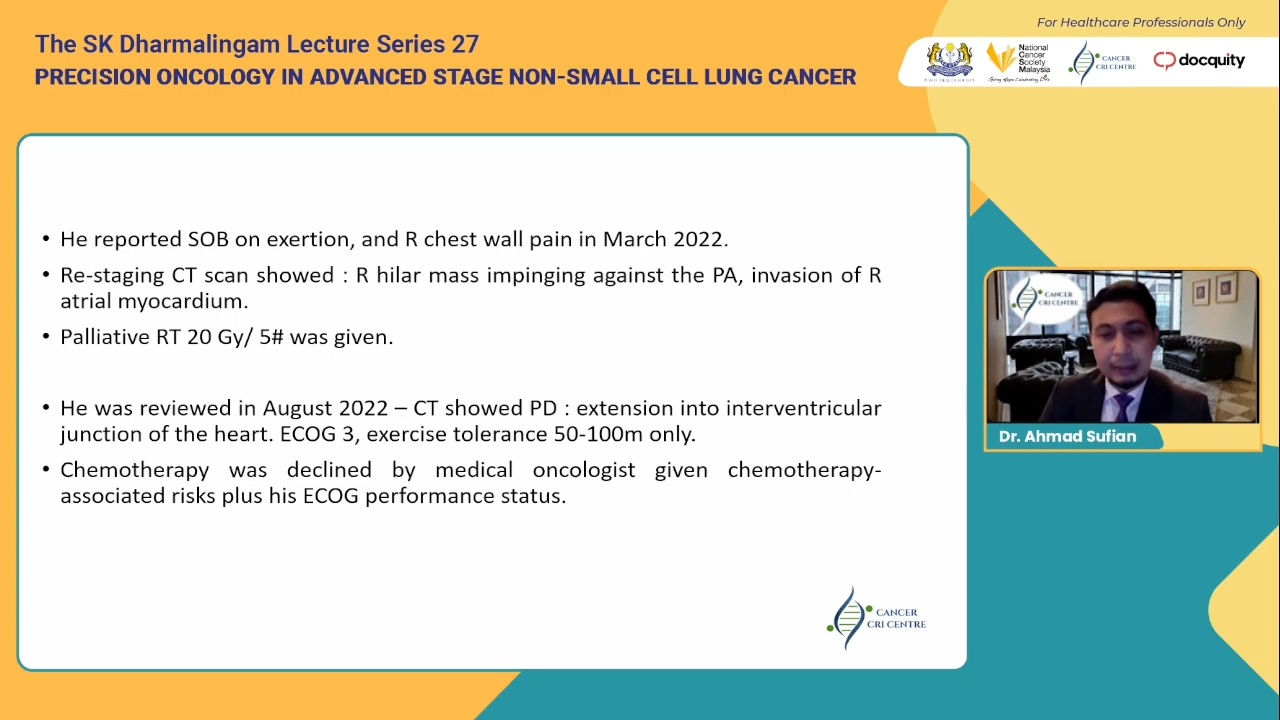 For Healthcare Professionals Only
The SK Dharmalingam Lecture Series 27
PRECISION ONCOLOGY IN ADVANCED STAGE NON-SMALL CELL LUNG CANCER
National
Cancer
Society
Malaysia
Giving Hope. Celebrating Life.
CANCER
CRI CENTRE
docquity
• He reported SOB on exertion, and R chest wall pain in March 2022.
• Re-staging CT scan showed : R hilar mass impinging against the PA, invasion of R
atrial myocardium.
• Palliative RT 20 Gy/ 5# was given.
• He was reviewed in August 2022 – CT showed PD : extension into interventricular
junction of the heart. ECOG 3, exercise tolerance 50-100m only.
• Chemotherapy was declined by medical oncologist given chemotherapy-
associated risks plus his ECOG performance status.
CANCER
CRI CENTRE
CANCER
CRI CENTRE
Dr. Ahmad Sufian